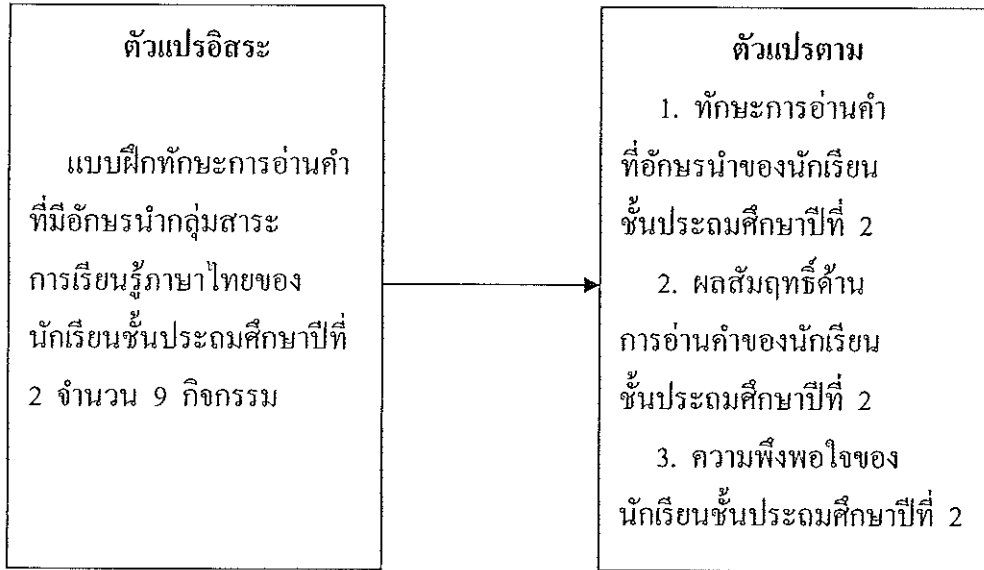 ตัวแปรอิสระ
แบบฝึกทักษะการอ่านคำ
ที่มีอักษรนำกลุ่มสาระ
การเรียนรู้ภาษาไทยของ
นักเรียนชั้นประถมศึกษาปีที่
2 จำนวน 9 กิจกรรม
ตัวแปรตาม
1. ทักษะการอ่านคำ
ที่อักษรนำของนักเรียน
ชั้นประถมศึกษาปีที่ 2
2. ผลสัมฤทธิ์ด้าน
การอ่านคำของนักเรียน
ชั้นประถมศึกษาปีที่ 2
3. ความพึงพอใจของ
นักเรียนชั้นประถมศึกษาปีที่ 2